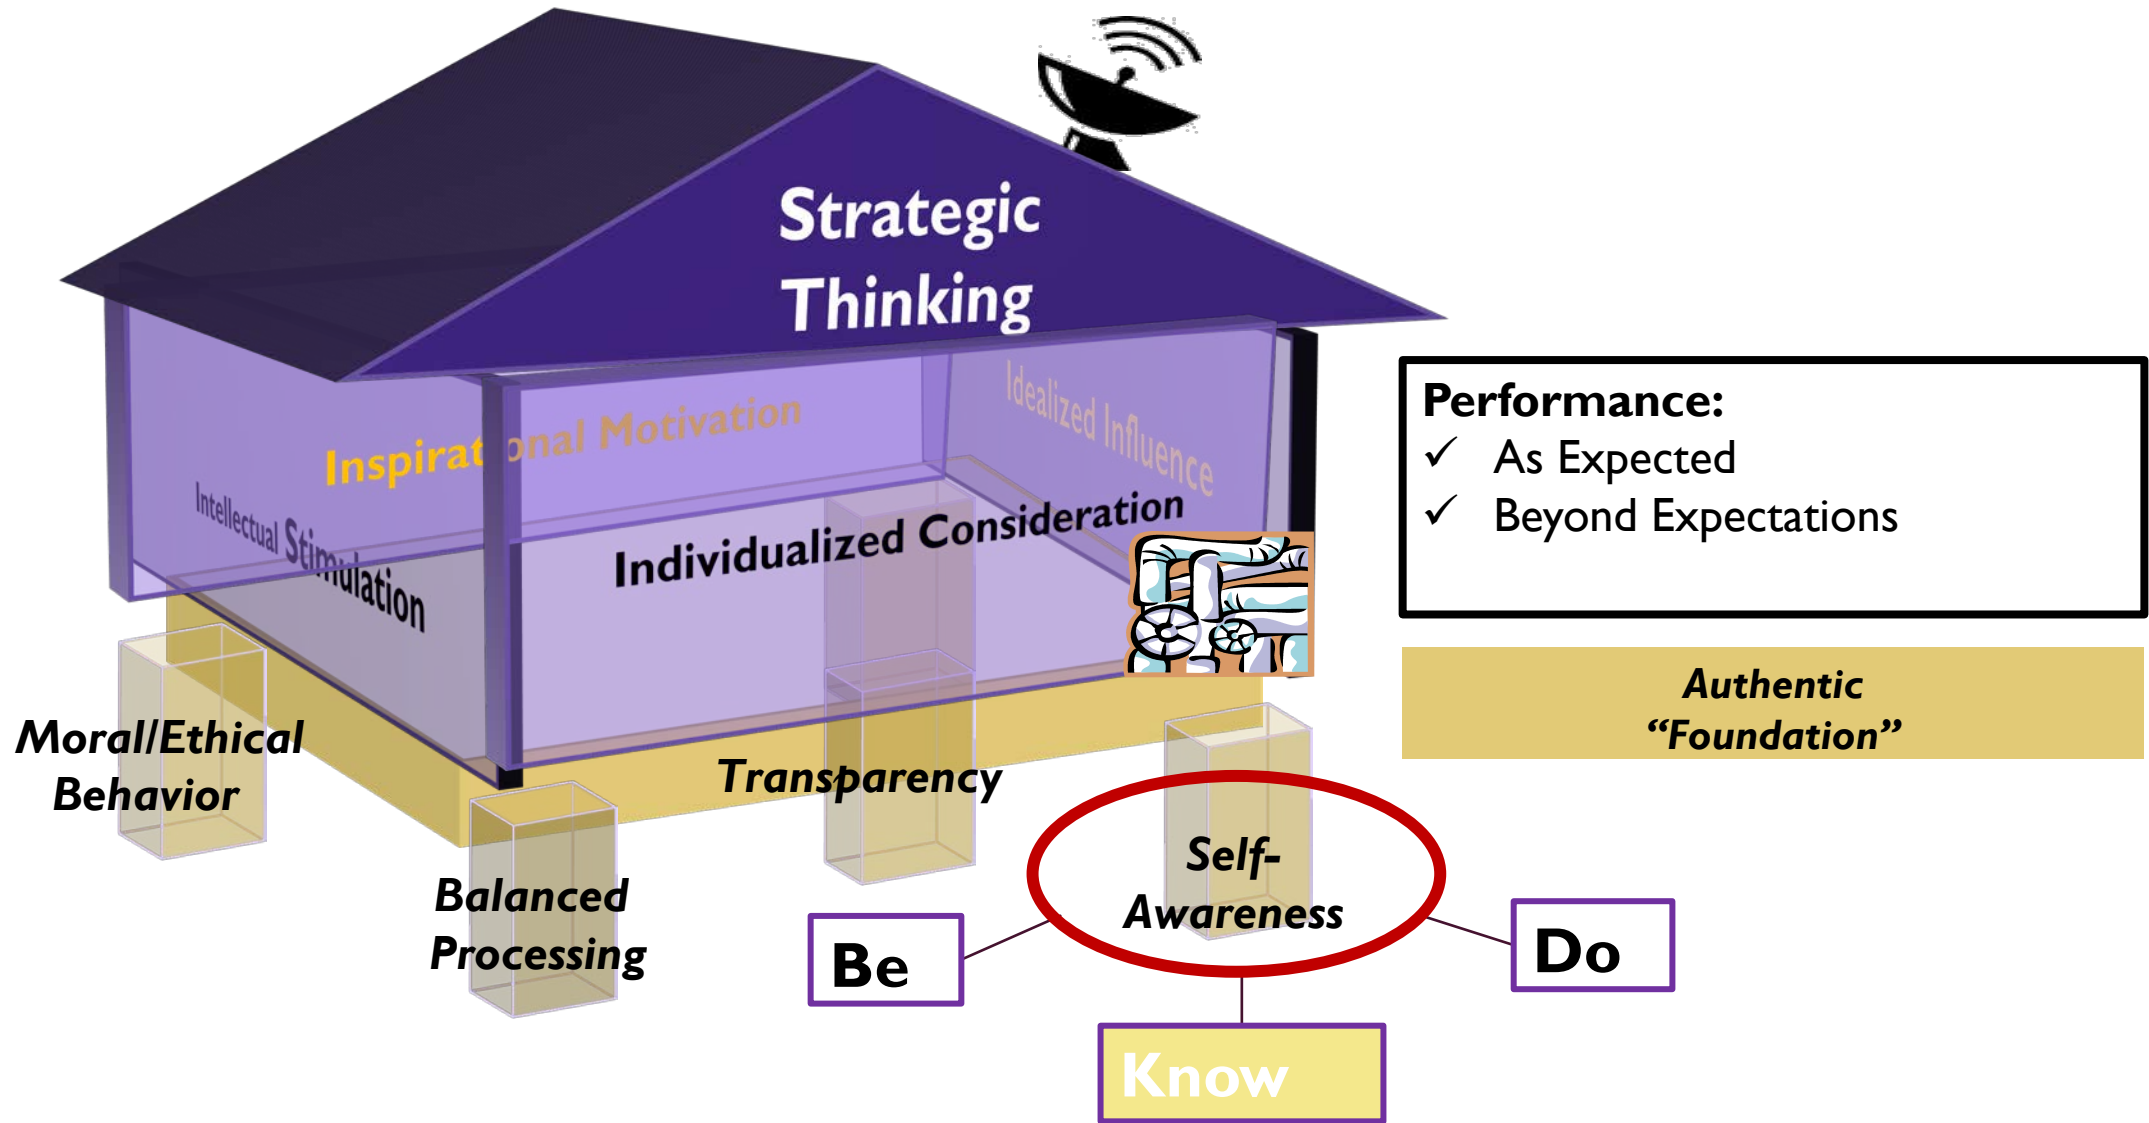 Strategic
Thinking
Inspirational Motivation
Idealized Influence
Intellectual Stimulation
Individualized Consideration
Performance:
✓ As Expected
✓ Beyond Expectations
Authentic
“Foundation”
Moral/Ethical
Behavior
Transparency
Balanced
Processing
Self-
Awareness
Be
Do
Know